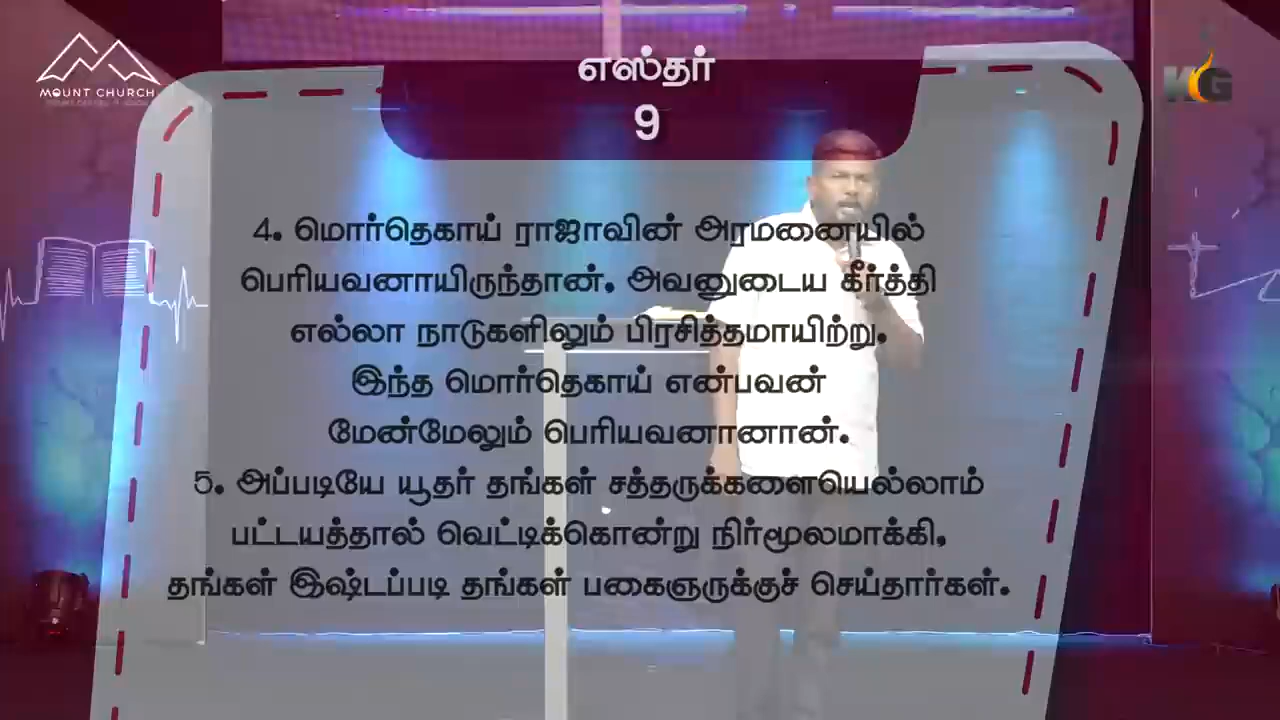 MOUNT CHURCH
எஸ்தர்
9
KG
4. மொர்தெகாய் ராஜாவின் அரமனையில்
பெரியவனாயிருந்தான். அவனுடைய கீர்த்தி
எல்லா நாடுகளிலும் பிரசித்தமாயிற்று.
இந்த மொர்தெகாய் என்பவன்
மேன்மேலும் பெரியவனானான்.
5. அப்படியே யூதர் தங்கள் சத்தருக்களையெல்லாம்
பட்டயத்தால் வெட்டிக்கொன்று நிர்மூலமாக்கி,
தங்கள் இஷ்டப்படி தங்கள் பகைஞருக்குச் செய்தார்கள்.